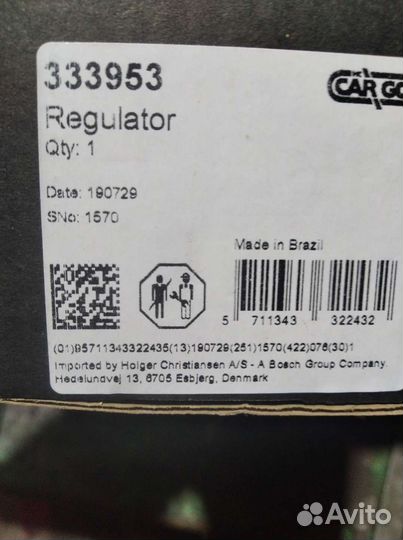 333953
CARGO
Regulator
Qty: 1
Date: 190729
SNo: 1570
Made in Brazil
5 711343 322432
(01)95711343322435(13)190729(251)1570(422)076(30)1
Imported by Holger Christiansen A/S - A Bosch Group Company.
Hedelundvej 13, 6705 Esbjerg, Denmark
Avito